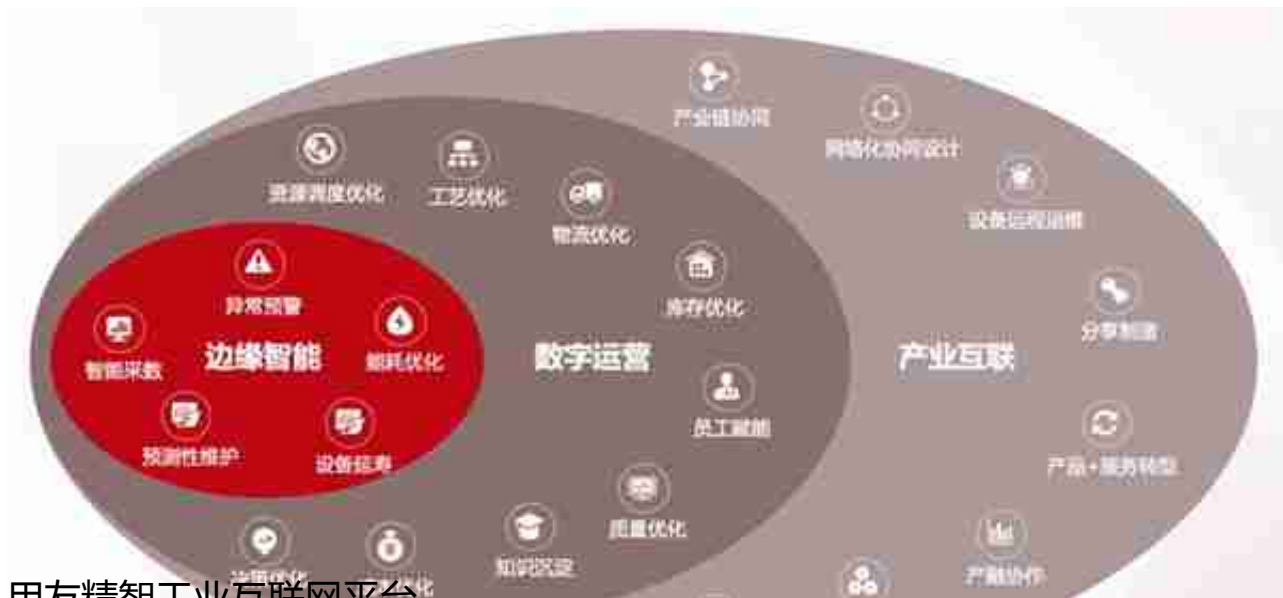 产业链协同
网络化协同设计
资源调度优化
工艺优化
设备远程运维
物流优化
异常预警
库存优化
分享制造
智能采数
边缘智能
能耗优化
数字运营
产业互联
员工赋能
预测性维护
设备延寿
产品+服务转型
质量优化
知识沉淀
产融协作
用友精智工业互联网平台